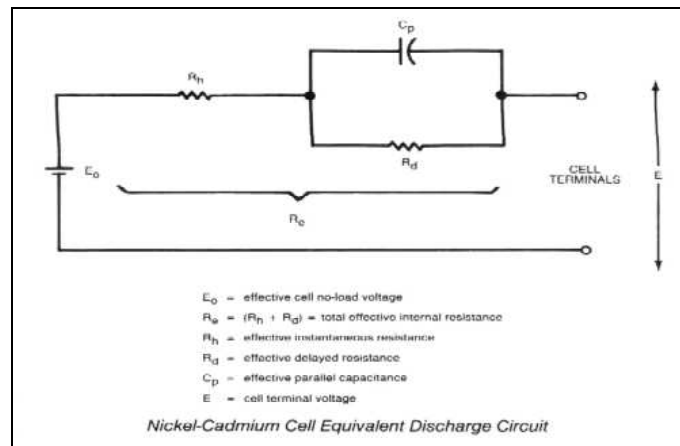 Cp
Rh
Rd
Eo
CELL
TERMINALS
E
Re
Eo = effective cell no-load voltage
Re = (Rh + Rd) = total effective internal resistance
Rh = effective instantaneous resistance
Rd = effective delayed resistance
Cp = effective parallel capacitance
E = cell terminal voltage
Nickel-Cadmium Cell Equivalent Discharge Circuit